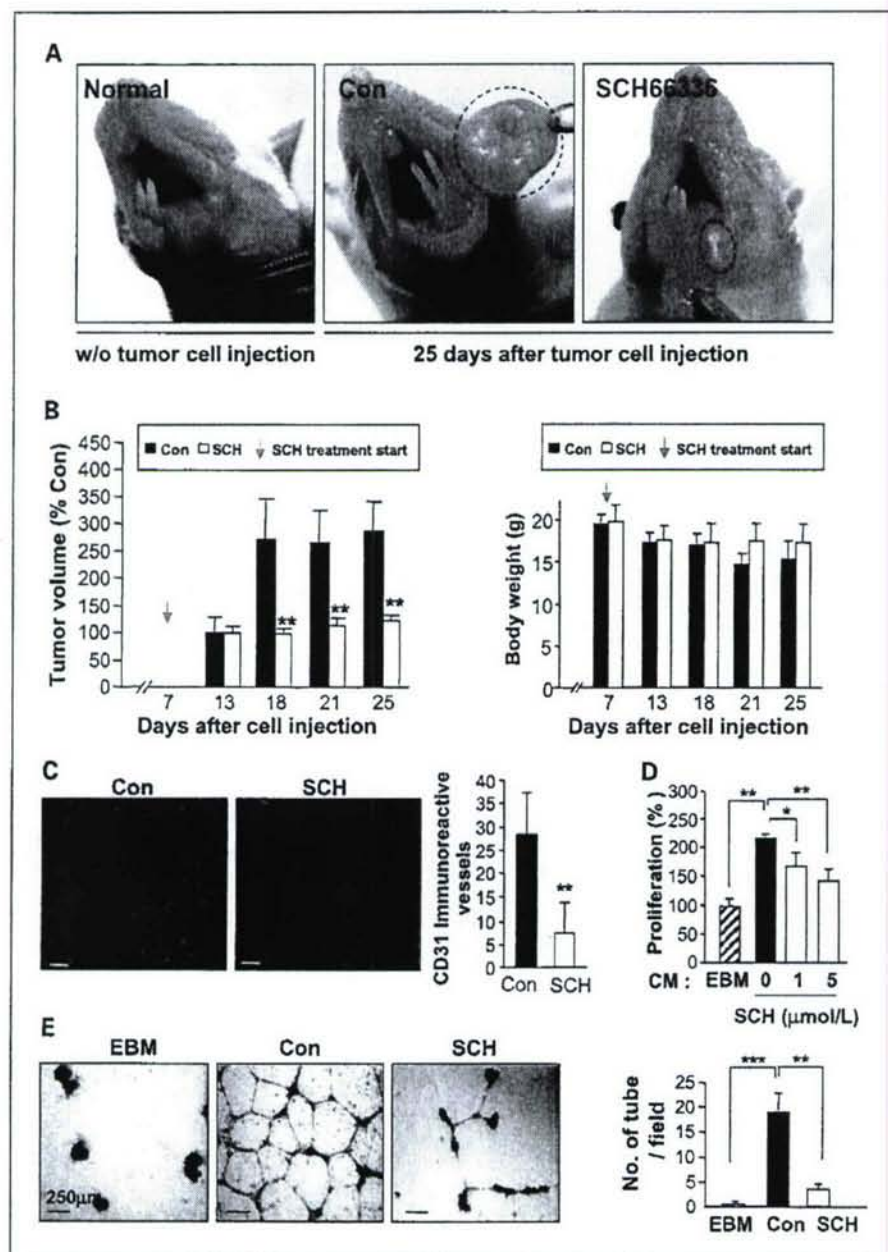 A
Normal
Con
SCH66336
w/o tumor cell injection
25 days after tumor cell injection
B
Con SCH SCH treatment start
Tumor volume (% Con)
450
400
350
300
250
200
150
100
50
0
** ** **
7 13 18 21 25
Days after cell injection
Con SCH SCH treatment start
Body weight (g)
20
15
10
5
0
7 13 18 21 25
Days after cell injection
C
Con
SCH
CD31 Immunoreactive
vessels
40
35
30
25
20
15
10
5
0
**
Con SCH
D
Proliferation (%)
300
250
200
150
100
50
0
** **
*
CM : EBM 0 1 5
SCH (μmol/L)
E
EBM
Con
SCH
250μm
No. of tube
/ field
25
20
15
10
5
0
*** **
EBM Con SCH